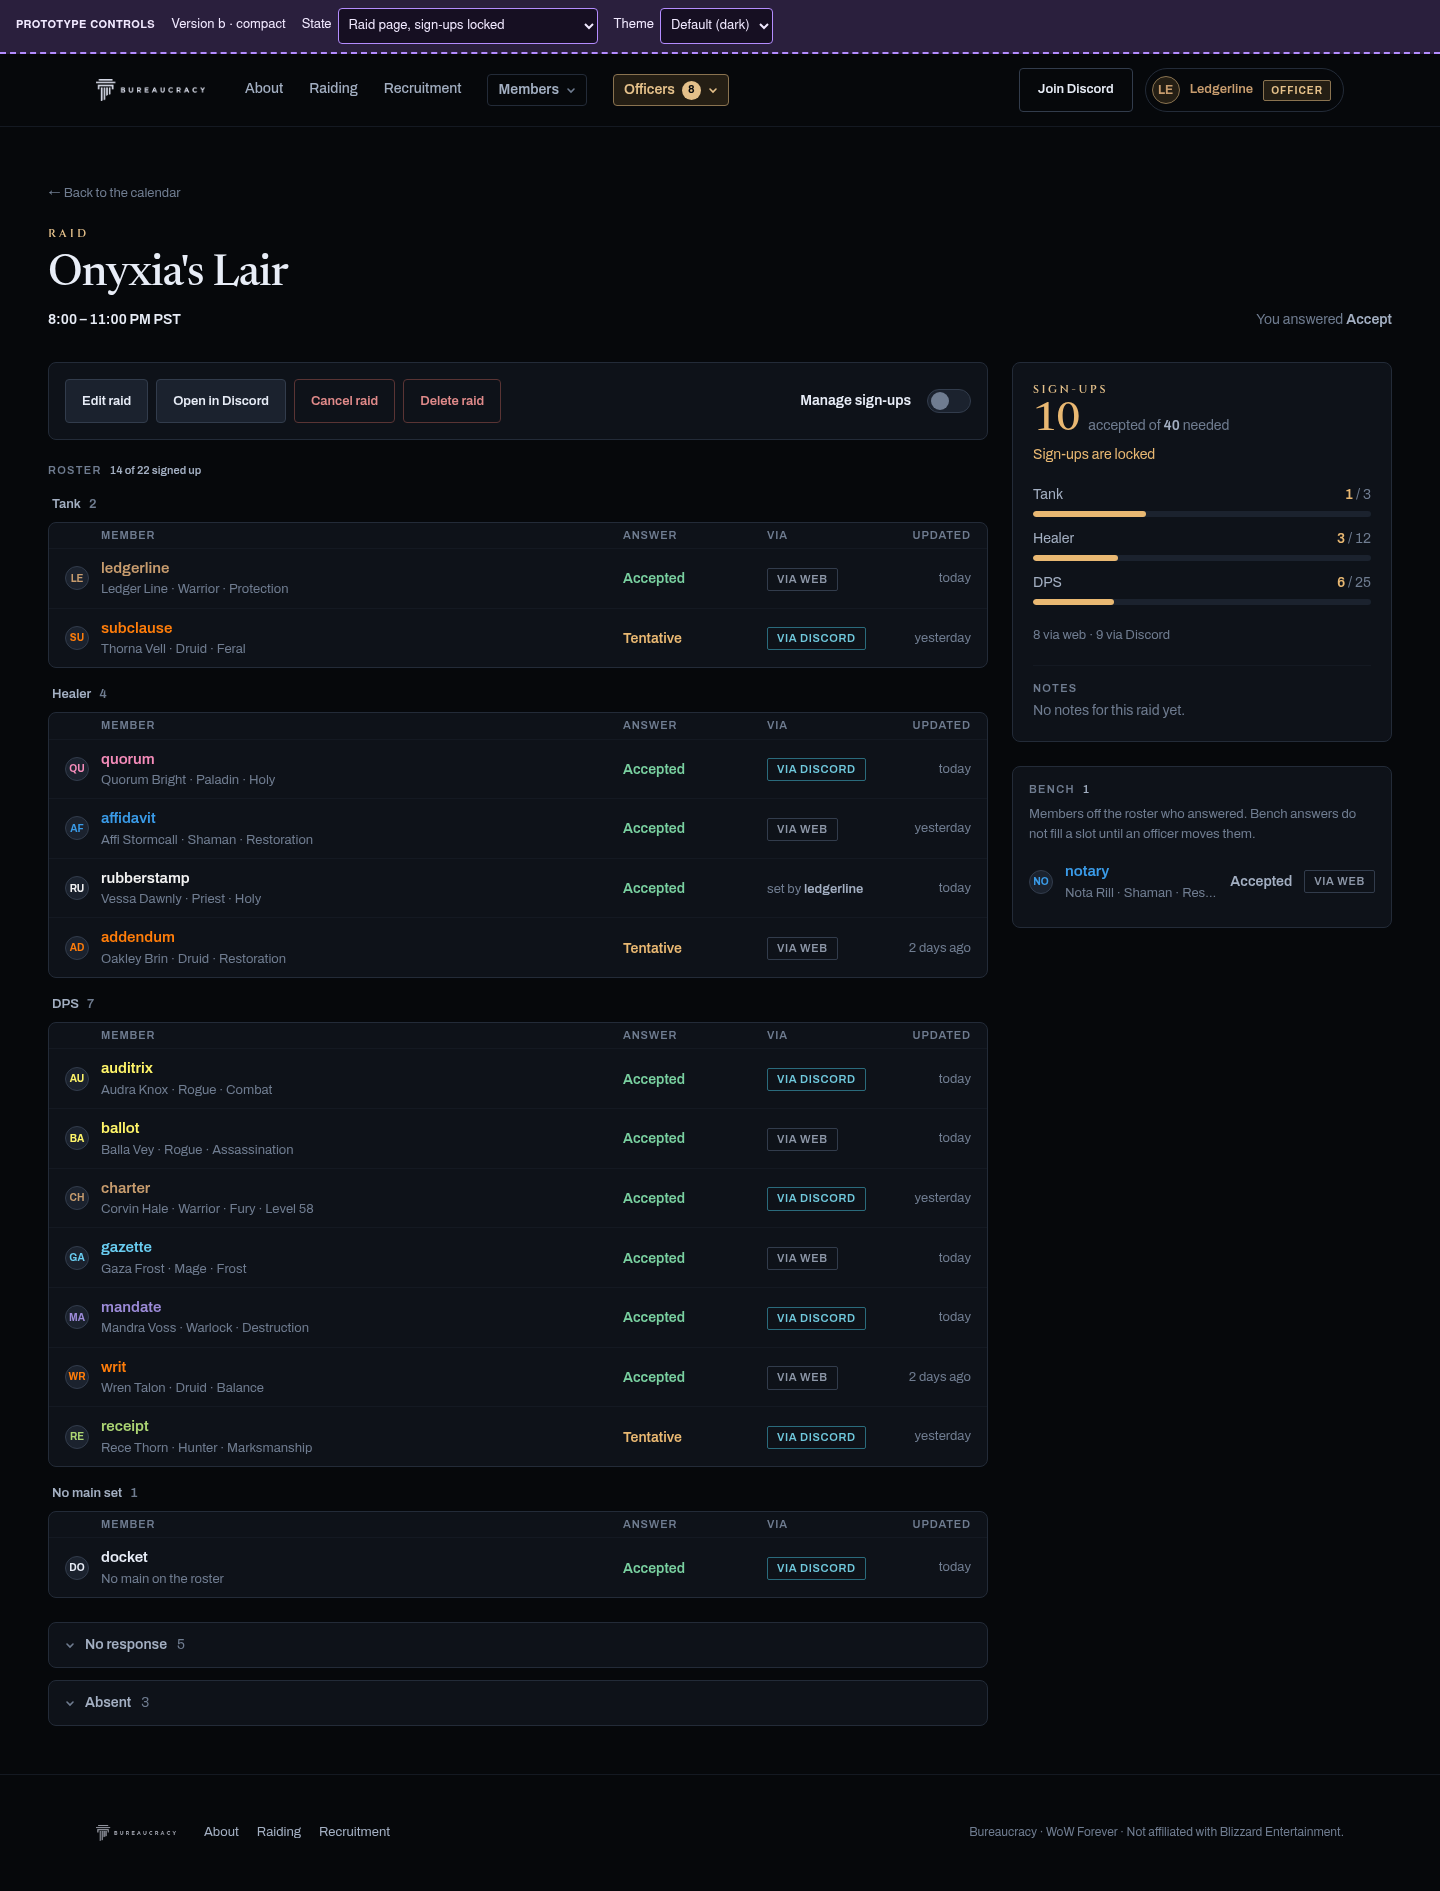 PROTOTYPE CONTROLS Version b · compact State Raid page, sign-ups locked Theme Default (dark)
BUREAUCRACY About Raiding Recruitment Members Officers 8 Join Discord LE Ledgerline OFFICER
← Back to the calendar
RAID
Onyxia's Lair
8:00 – 11:00 PM PST You answered Accept
Edit raid Open in Discord Cancel raid Delete raid Manage sign-ups
ROSTER 14 of 22 signed up
Tank 2
MEMBER ANSWER VIA UPDATED
LE ledgerline Accepted VIA WEB today
Ledger Line · Warrior · Protection
SU subclause Tentative VIA DISCORD yesterday
Thorna Vell · Druid · Feral
Healer 4
MEMBER ANSWER VIA UPDATED
QU quorum Accepted VIA DISCORD today
Quorum Bright · Paladin · Holy
AF affidavit Accepted VIA WEB yesterday
Affi Stormcall · Shaman · Restoration
RU rubberstamp Accepted set by ledgerline today
Vessa Dawnly · Priest · Holy
AD addendum Tentative VIA WEB 2 days ago
Oakley Brin · Druid · Restoration
DPS 7
MEMBER ANSWER VIA UPDATED
AU auditrix Accepted VIA DISCORD today
Audra Knox · Rogue · Combat
BA ballot Accepted VIA WEB today
Balla Vey · Rogue · Assassination
CH charter Accepted VIA DISCORD yesterday
Corvin Hale · Warrior · Fury · Level 58
GA gazette Accepted VIA WEB today
Gaza Frost · Mage · Frost
MA mandate Accepted VIA DISCORD today
Mandra Voss · Warlock · Destruction
WR writ Accepted VIA WEB 2 days ago
Wren Talon · Druid · Balance
RE receipt Tentative VIA DISCORD yesterday
Rece Thorn · Hunter · Marksmanship
No main set 1
MEMBER ANSWER VIA UPDATED
DO docket Accepted VIA DISCORD today
No main on the roster
No response 5
Absent 3
SIGN-UPS
10 accepted of 40 needed
Sign-ups are locked
Tank 1 / 3
Healer 3 / 12
DPS 6 / 25
8 via web · 9 via Discord
NOTES
No notes for this raid yet.
BENCH 1
Members off the roster who answered. Bench answers do
not fill a slot until an officer moves them.
NO notary Accepted VIA WEB
Nota Rill · Shaman · Res...
BUREAUCRACY About Raiding Recruitment Bureaucracy · WoW Forever · Not affiliated with Blizzard Entertainment.